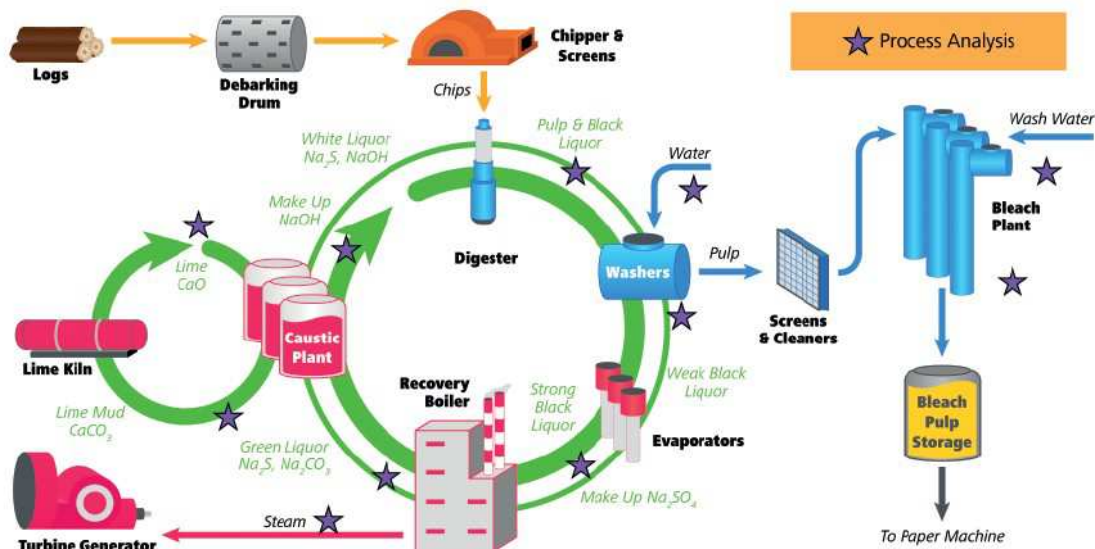 Logs
Debarking
Drum
Chipper &
Screens
Process Analysis
Chips
White Liquor
Na₂S, NaOH
Pulp & Black
Liquor
Water
Wash Water
Make Up
NaOH
Bleach
Plant
Digester
Washers
Pulp
Lime
CaO
Screens
& Cleaners
Caustic
Plant
Lime Kiln
Recovery
Boiler
Strong
Black
Liquor
Weak Black
Liquor
Lime Mud
CaCO₃
Evaporators
Bleach
Pulp
Storage
Green Liquor
Na₂S, Na₂CO₃
Make Up Na₂SO₄
Steam
Turbine Generator
To Paper Machine